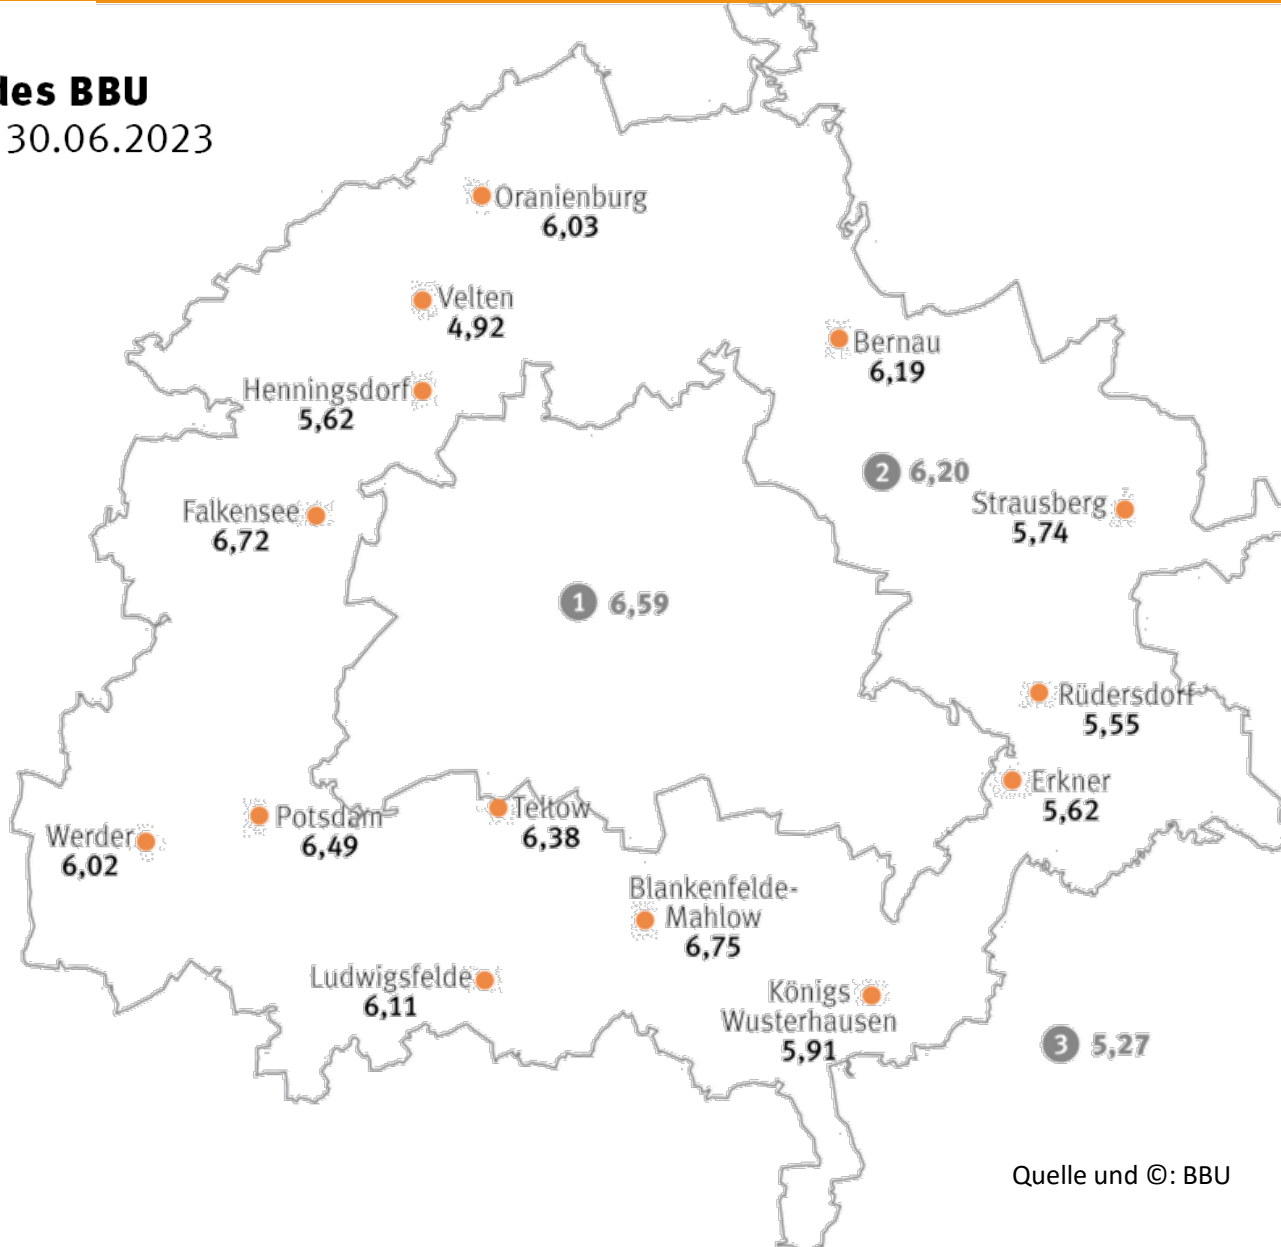 des BBU
30.06.2023
Oranienburg
6,03
Velten
4,92
Bernau
6,19
Henningsdorf
5,62
2 6,20
Strausberg
5,74
Falkensee
6,72
1 6,59
Rüdersdorf
5,55
Erkner
5,62
Potsdam
6,49
Teltow
6,38
Werder
6,02
Blankenfelde-
Mahlow
6,75
Ludwigsfelde
6,11
Königs
Wusterhausen
5,91
3 5,27
Quelle und ©: BBU